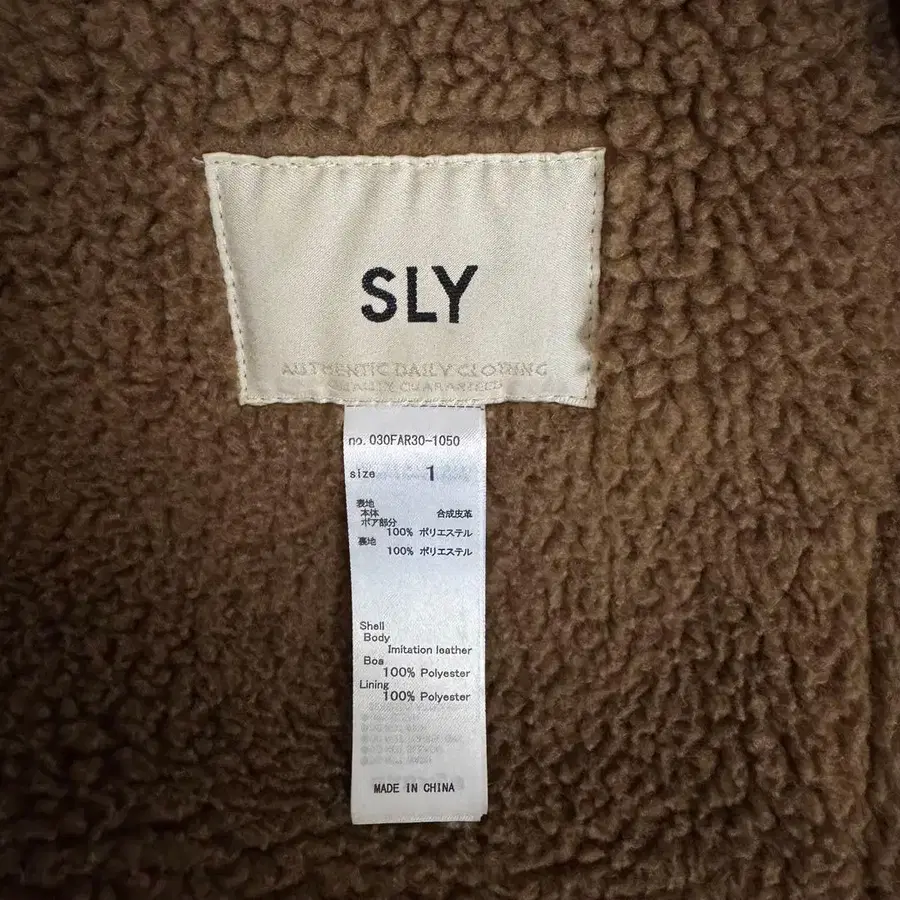 SLY
AUTHENTIC DAILY CLOTHING
QUALITY GUARANTEED
no. 030FAR30-1050
size 1
表地
本体 合成皮革
ボア部分
100% ポリエステル
裏地
100% ポリエステル
Shell
Body
Imitation leather
Boa
100% Polyester
Lining
100% Polyester
MADE IN CHINA